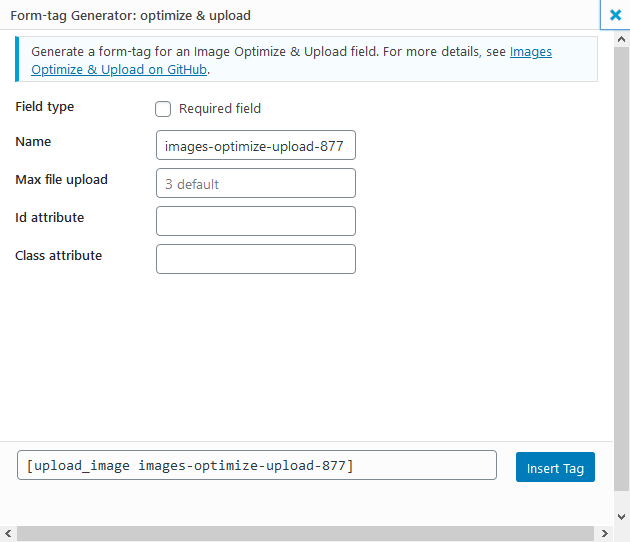 Form-tag Generator: optimize & upload
Generate a form-tag for an Image Optimize & Upload field. For more details, see Images
Optimize & Upload on GitHub.
Field type
Required field
Name
images-optimize-upload-877
Max file upload
3 default
Id attribute
Class attribute
[upload_image images-optimize-upload-877]
Insert Tag